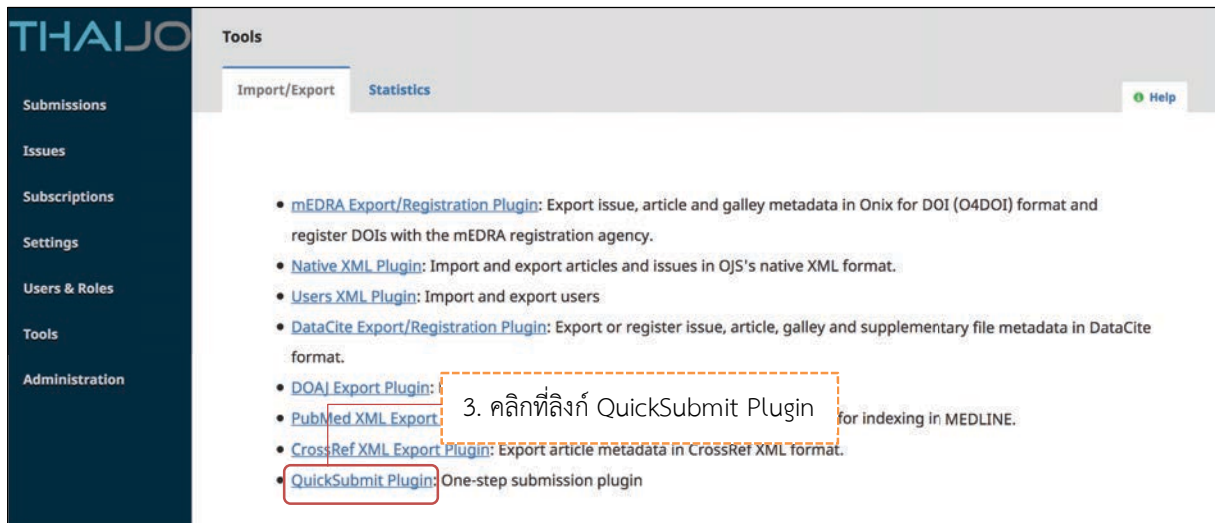 THAIJO
Tools
Import/Export
Statistics
Help
Submissions
Issues
Subscriptions
Settings
Users & Roles
Tools
Administration
• mEDRA Export/Registration Plugin: Export issue, article and galley metadata in Onix for DOI (O4DOI) format and
register DOIs with the mEDRA registration agency.
• Native XML Plugin: Import and export articles and issues in OJS's native XML format.
• Users XML Plugin: Import and export users
• DataCite Export/Registration Plugin: Export or register issue, article, galley and supplementary file metadata in DataCite
format.
• DOAJ Export Plugin:
3. คลิกที่ลิงก์ QuickSubmit Plugin
• PubMed XML Export for indexing in MEDLINE.
• CrossRef XML Export Plugin: Export article metadata in CrossRef XML format.
• QuickSubmit Plugin: One-step submission plugin